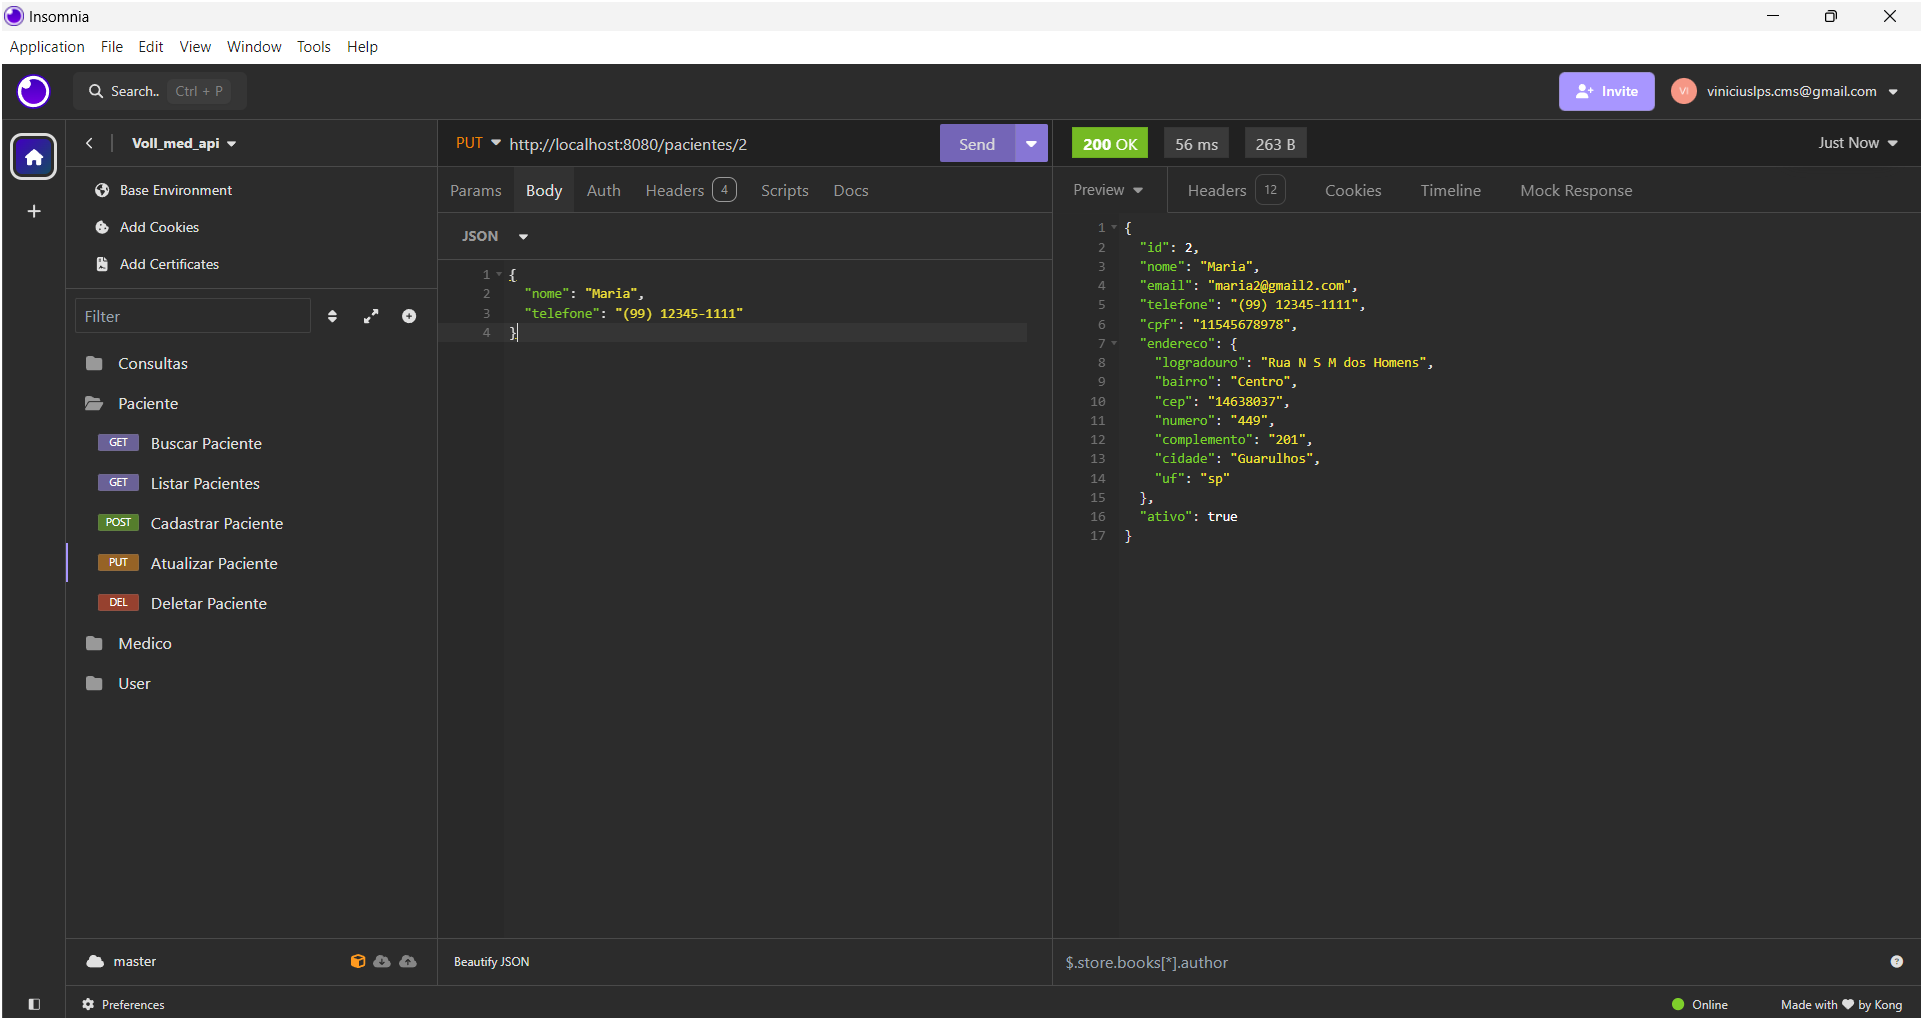 Insomnia
Application File Edit View Window Tools Help
Search.. Ctrl + P
Invite
VI viniciuslps.cms@gmail.com
Voll_med_api
Base Environment
Add Cookies
Add Certificates
Filter
Consultas
Paciente
GET Buscar Paciente
GET Listar Pacientes
POST Cadastrar Paciente
PUT Atualizar Paciente
DEL Deletar Paciente
Medico
User
master
Preferences
PUT http://localhost:8080/pacientes/2 Send
Params Body Auth Headers 4 Scripts Docs
JSON
1 {
2 "nome": "Maria",
3 "telefone": "(99) 12345-1111"
4 }
Beautify JSON
200 OK 56 ms 263 B Just Now
Preview Headers 12 Cookies Timeline Mock Response
1 {
2 "id": 2,
3 "nome": "Maria",
4 "email": "maria2@gmail2.com",
5 "telefone": "(99) 12345-1111",
6 "cpf": "11545678978",
7 "endereco": {
8 "logradouro": "Rua N S M dos Homens",
9 "bairro": "Centro",
10 "cep": "14638037",
11 "numero": "449",
12 "complemento": "201",
13 "cidade": "Guarulhos",
14 "uf": "sp"
15 },
16 "ativo": true
17 }
$.store.books[*].author
Online
Made with ❤ by Kong